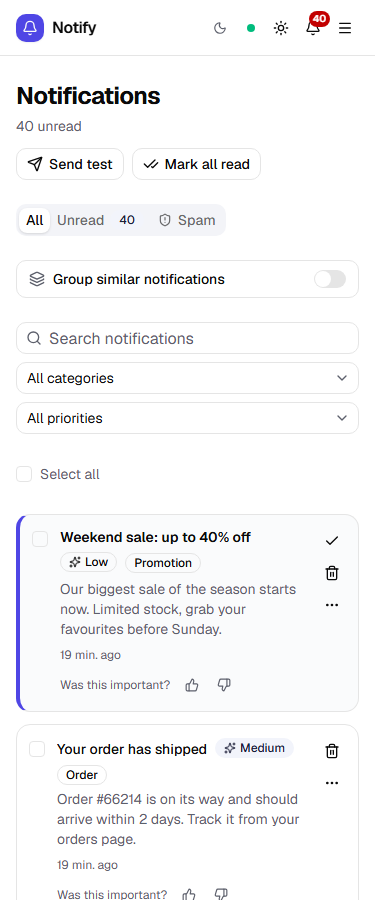 Notify
40
Notifications
40 unread
Send test
Mark all read
All
Unread 40
Spam
Group similar notifications
Search notifications
All categories
All priorities
Select all
Weekend sale: up to 40% off
Low
Promotion
Our biggest sale of the season starts
now. Limited stock, grab your
favourites before Sunday.
19 min. ago
Was this important?
Your order has shipped
Medium
Order
Order #66214 is on its way and should
arrive within 2 days. Track it from your
orders page.
19 min. ago
Was this important?